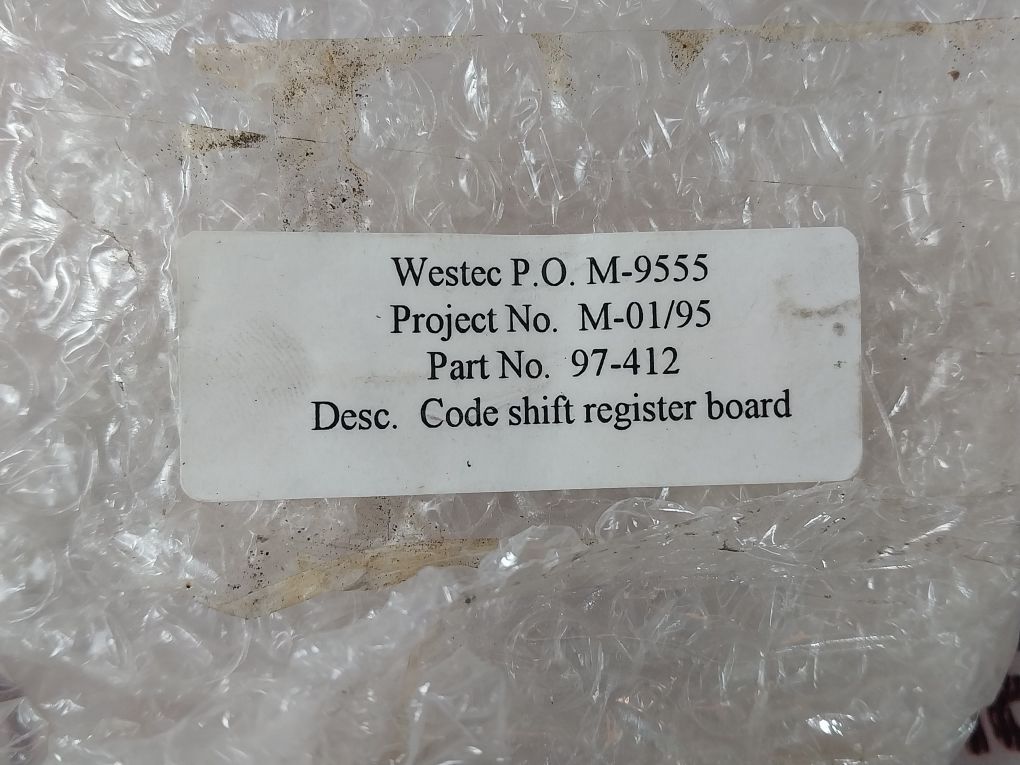 Westec P.O. M-9555
Project No. M-01/95
Part No. 97-412
Desc. Code shift register board